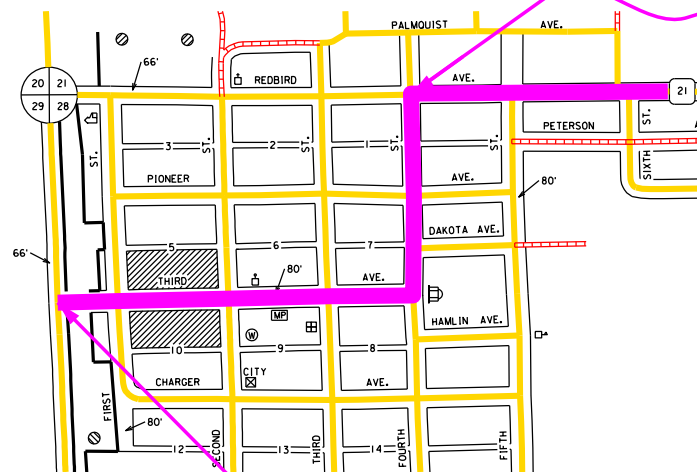 PALMQUIST AVE.
66'
20 21
REDBIRD AVE.
21
29 28
ST.
PETERSON
3 ST. 2 ST. 1 ST.
ST.
PIONEER AVE.
SIXTH
80'
DAKOTA AVE.
5 6 7
66'
THIRD 80' AVE.
MP
HAMLIN AVE.
W
10 9 8
CITY
CHARGER AVE.
FIRST
80'
SECOND THIRD FOURTH FIFTH
12 13 14